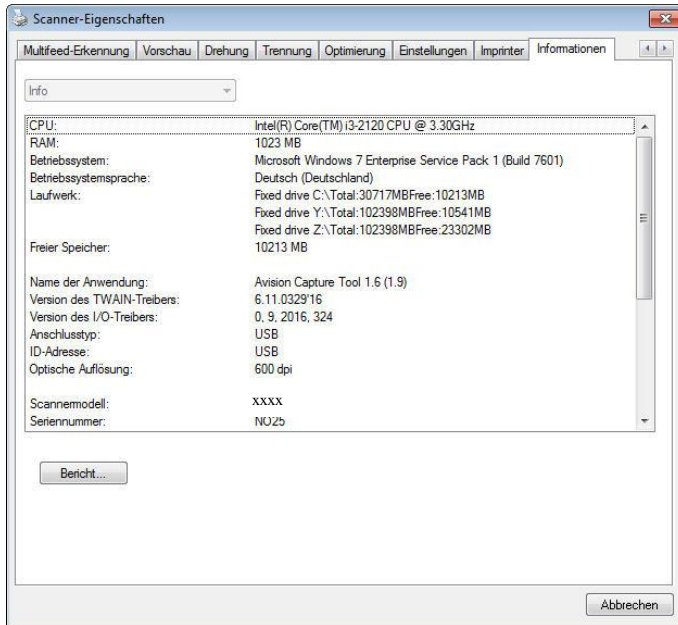 Scanner-Eigenschaften
Multifeed-Erkennung Vorschau Drehung Trennung Optimierung Einstellungen Imprinter Informationen
Info
CPU: Intel(R) Core(TM) i3-2120 CPU @ 3.30GHz
RAM: 1023 MB
Betriebssystem: Microsoft Windows 7 Enterprise Service Pack 1 (Build 7601)
Betriebssystemsprache: Deutsch (Deutschland)
Laufwerk: Fixed drive C:\Total:30717MBFree:10213MB
Fixed drive Y:\Total:102398MBFree:10541MB
Fixed drive Z:\Total:102398MBFree:23302MB
Freier Speicher: 10213 MB
Name der Anwendung: Avision Capture Tool 1.6 (1.9)
Version des TWAIN-Treibers: 6.11.0329'16
Version des I/O-Treibers: 0, 9, 2016, 324
Anschlusstyp: USB
ID-Adresse: USB
Optische Auflösung: 600 dpi
Scannermodell: xxxx
Seriennummer: NO25
Bericht...
Abbrechen